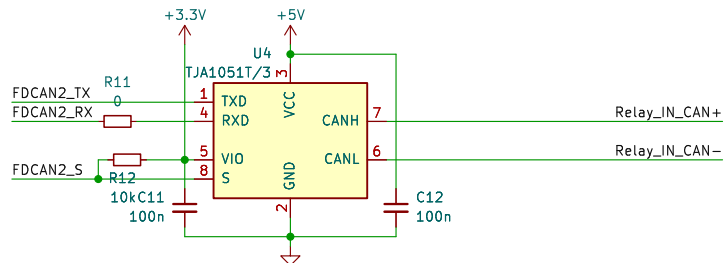 +3.3V
+5V
U4
TJA1051T/3
R11
0
FDCAN2_TX
FDCAN2_RX
FDCAN2_S
R12
10k
C11
100n
1
4
5
8
3
2
7
6
TXD
RXD
VIO
S
VCC
GND
CANH
CANL
Relay_IN_CAN+
Relay_IN_CAN-
C12
100n